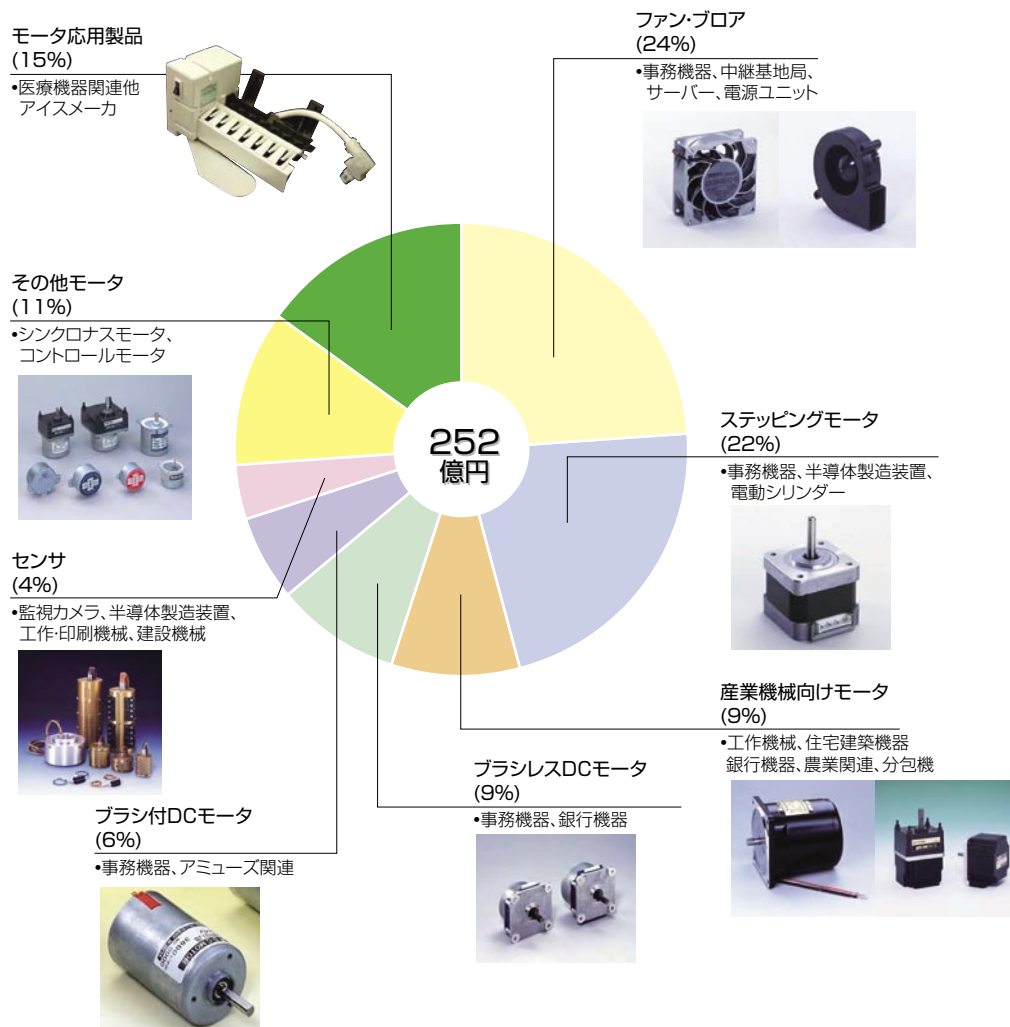 モータ応用製品
(15%)
•医療機器関連他
アイスメーカ
ファン・ブロア
(24%)
•事務機器、中継基地局、
サーバー、電源ユニット
その他モータ
(11%)
•シンクロナスモータ、
コントロールモータ
252
億円
ステッピングモータ
(22%)
•事務機器、半導体製造装置、
電動シリンダー
センサ
(4%)
•監視カメラ、半導体製造装置、
工作・印刷機械、建設機械
産業機械向けモータ
(9%)
•工作機械、住宅建築機器
銀行機器、農業関連、分包機
ブラシレスDCモータ
(9%)
•事務機器、銀行機器
ブラシ付DCモータ
(6%)
•事務機器、アミューズ関連